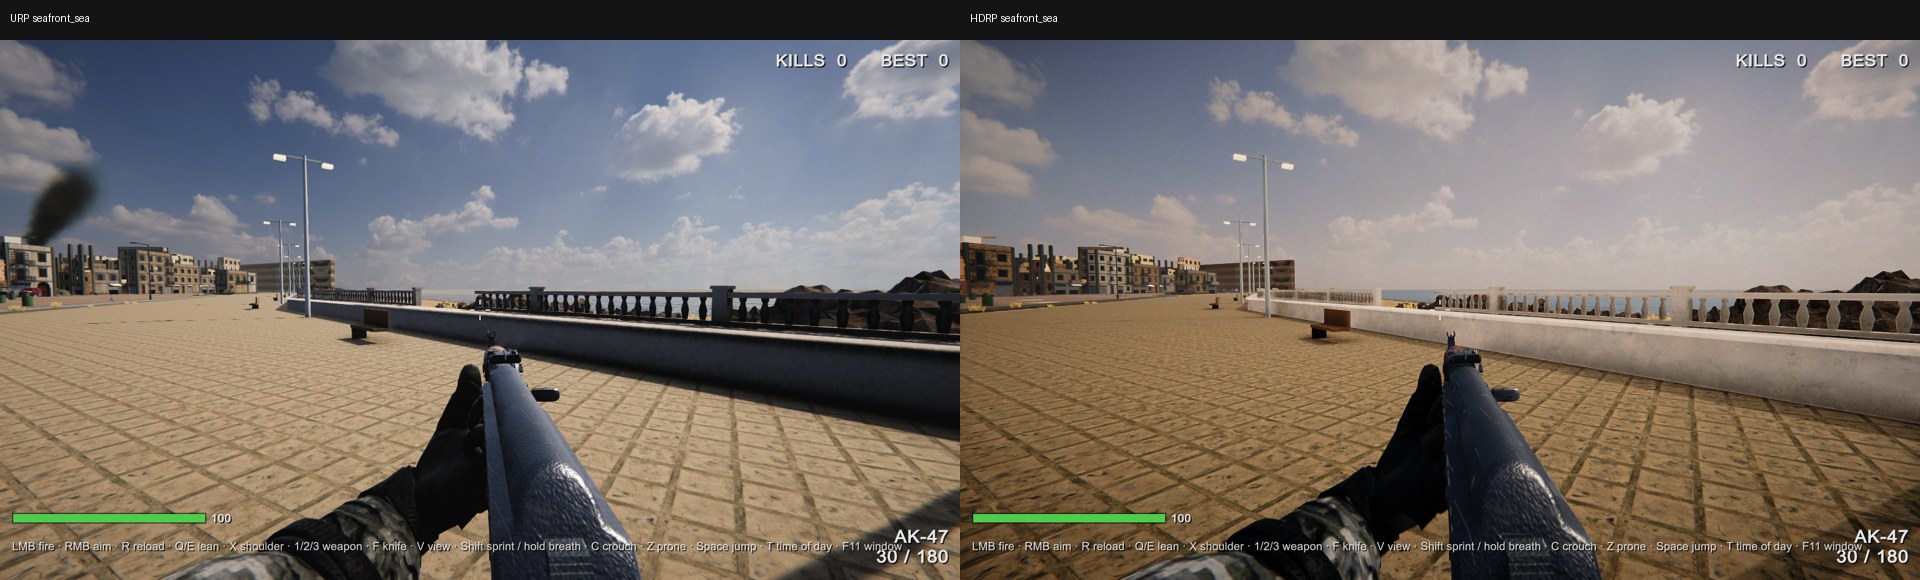 URP seafront_sea
HDRP seafront_sea
KILLS 0 BEST 0
KILLS 0 BEST 0
100
LMB fire · RMB aim · R reload · Q/E lean · X shoulder · 1/2/3 weapon · F knife · V view · Shift sprint / hold breath · C crouch · Z prone · Space jump · T time of day · F11 window
AK-47
30 / 180
100
LMB fire · RMB aim · R reload · Q/E lean · X shoulder · 1/2/3 weapon · F knife · V view · Shift sprint / hold breath · C crouch · Z prone · Space jump · T time of day · F11 window
AK-47
30 / 180